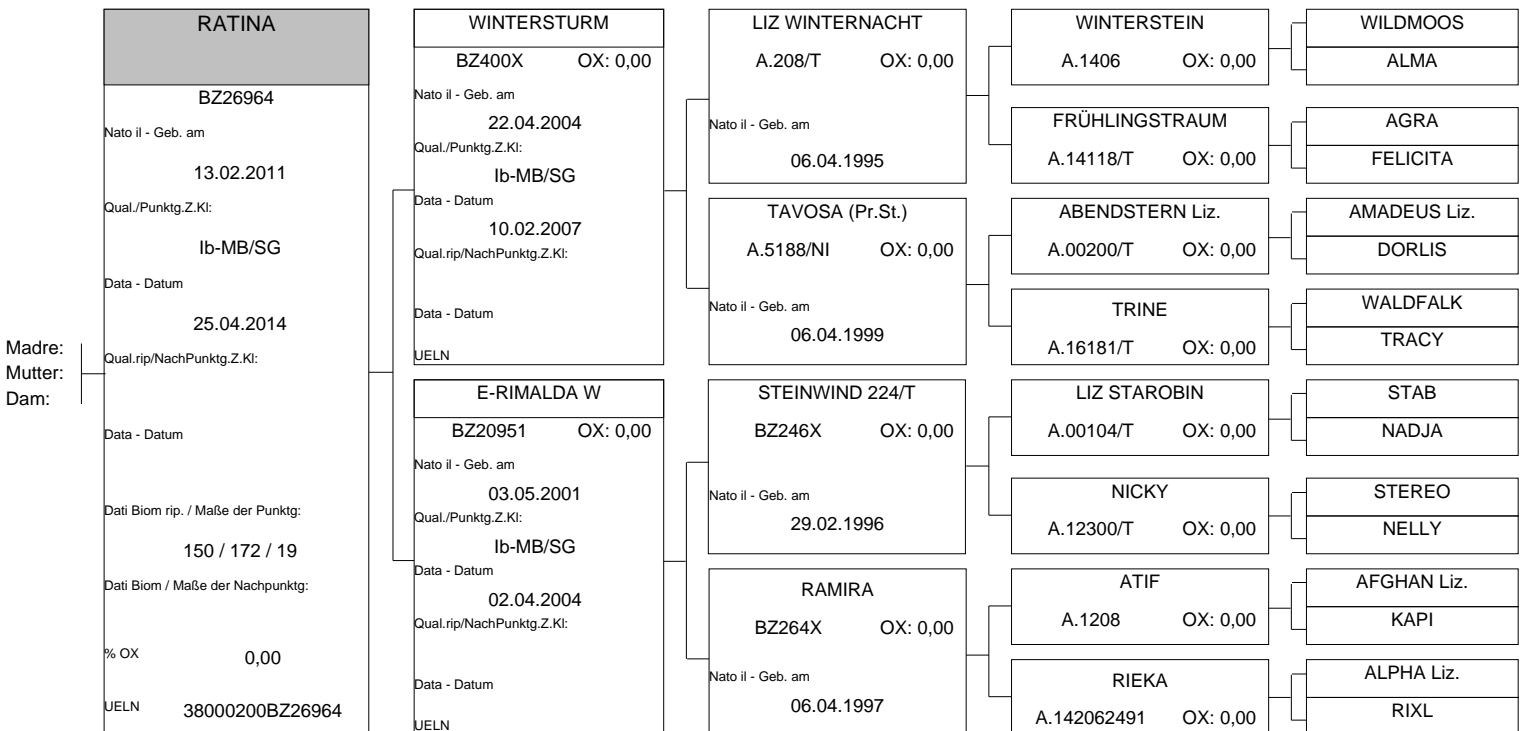 Madre:
Mutter:
Dam:
RATINA
BZ26964
Nato il - Geb. am
13.02.2011
Qual./Punktg.Z.Kl:
Ib-MB/SG
Data - Datum
25.04.2014
Qual.rip/NachPunktg.Z.Kl:
Data - Datum
Dati Biom rip. / Maße der Punktg:
150 / 172 / 19
Dati Biom / Maße der Nachpunktg:
% OX 0,00
UELN 38000200BZ26964
WINTERSTURM
BZ400X OX: 0,00
Nato il - Geb. am
22.04.2004
Qual./Punktg.Z.Kl:
Ib-MB/SG
Data - Datum
10.02.2007
Qual.rip/NachPunktg.Z.Kl:
Data - Datum
UELN
E-RIMALDA W
BZ20951 OX: 0,00
Nato il - Geb. am
03.05.2001
Qual./Punktg.Z.Kl:
Ib-MB/SG
Data - Datum
02.04.2004
Qual.rip/NachPunktg.Z.Kl:
Data - Datum
UELN
LIZ WINTERNACHT
A.208/T OX: 0,00
Nato il - Geb. am
06.04.1995
TAVOSA (Pr.St.)
A.5188/NI OX: 0,00
Nato il - Geb. am
06.04.1999
STEINWIND 224/T
BZ246X OX: 0,00
Nato il - Geb. am
29.02.1996
RAMIRA
BZ264X OX: 0,00
Nato il - Geb. am
06.04.1997
WINTERSTEIN
A.1406 OX: 0,00
FRÜHLINGSTRAUM
A.14118/T OX: 0,00
ABENDSTERN Liz.
A.00200/T OX: 0,00
TRINE
A.16181/T OX: 0,00
LIZ STAROBIN
A.00104/T OX: 0,00
NICKY
A.12300/T OX: 0,00
ATIF
A.1208 OX: 0,00
RIEKA
A.142062491 OX: 0,00
WILDMOOS
ALMA
AGRA
FELICITA
AMADEUS Liz.
DORLIS
WALDFALK
TRACY
STAB
NADJA
STEREO
NELLY
AFGHAN Liz.
KAPI
ALPHA Liz.
RIXL